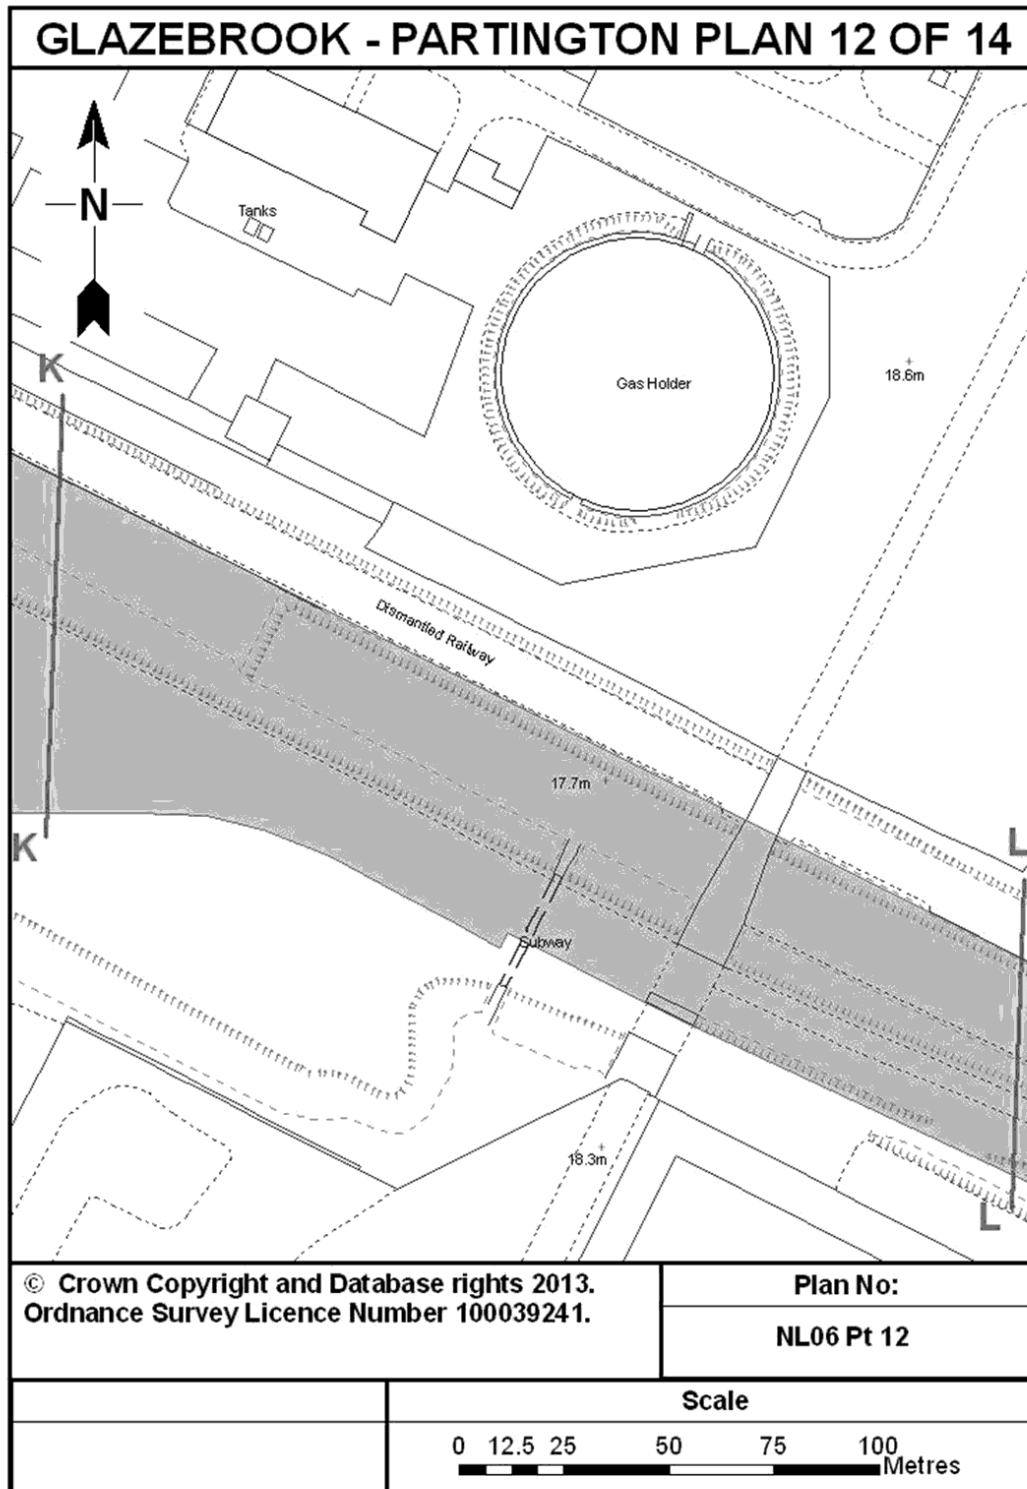 GLAZEBROOK - PARTINGTON PLAN 12 OF 14
N
Tanks
Gas Holder
18.6m
K
Dismantled Railway
17.7m
K
L
Subway
18.3m
L
© Crown Copyright and Database rights 2013.
Ordnance Survey Licence Number 100039241.
Plan No:
NL06 Pt 12
Scale
0 12.5 25 50 75 100
Metres